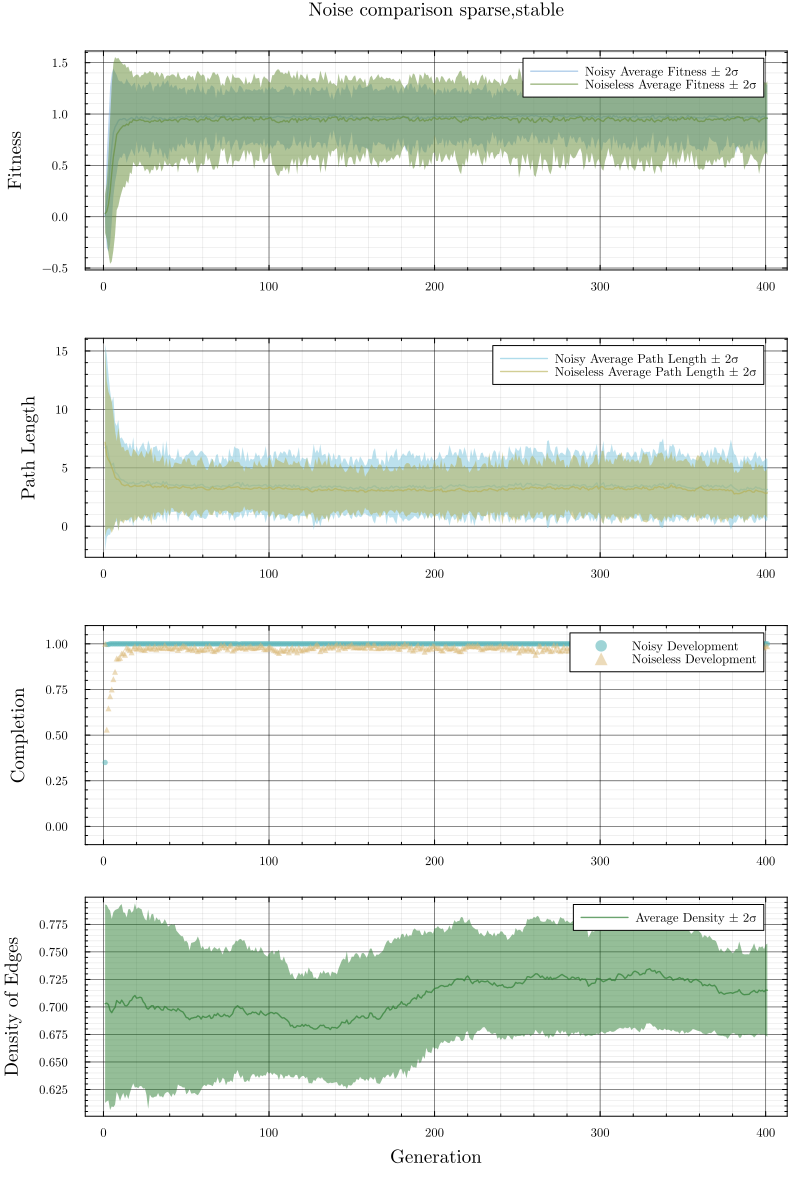 Noise comparison sparse,stable
1.5
1.0
0.5
0.0
−0.5
Fitness
Noisy Average Fitness ± 2σ
Noiseless Average Fitness ± 2σ
0 100 200 300 400
15
10
5
0
Path Length
Noisy Average Path Length ± 2σ
Noiseless Average Path Length ± 2σ
0 100 200 300 400
1.00
0.75
0.50
0.25
0.00
Completion
Noisy Development
Noiseless Development
0 100 200 300 400
0.775
0.750
0.725
0.700
0.675
0.650
0.625
Density of Edges
Average Density ± 2σ
0 100 200 300 400
Generation